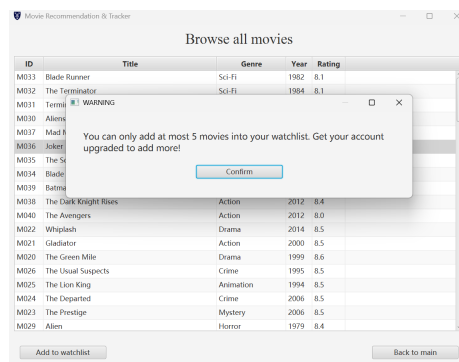 Movie Recommendation & Tracker
Browse all movies
ID Title Genre Year Rating
M033 Blade Runner Sci-Fi 1982 8.1
M032 The Terminator Sci-Fi 1984 8.1
M031
M030 Aliens
M037 Mad
M036 Joker
M035 The
M034 Blade
M039
WARNING
You can only add at most 5 movies into your watchlist. Get your account
upgraded to add more!
Confirm
M038 The Dark Knight Rises Action 2012 8.4
M040 The Avengers Action 2012 8.0
M022 Whiplash Drama 2014 8.5
M021 Gladiator Action 2000 8.5
M020 The Green Mile Drama 1999 8.6
M026 The Usual Suspects Crime 1995 8.5
M025 The Lion King Animation 1994 8.5
M024 The Departed Crime 2006 8.5
M023 The Prestige Mystery 2006 8.5
M029 Alien Horror 1979 8.4
Add to watchlist
Back to main